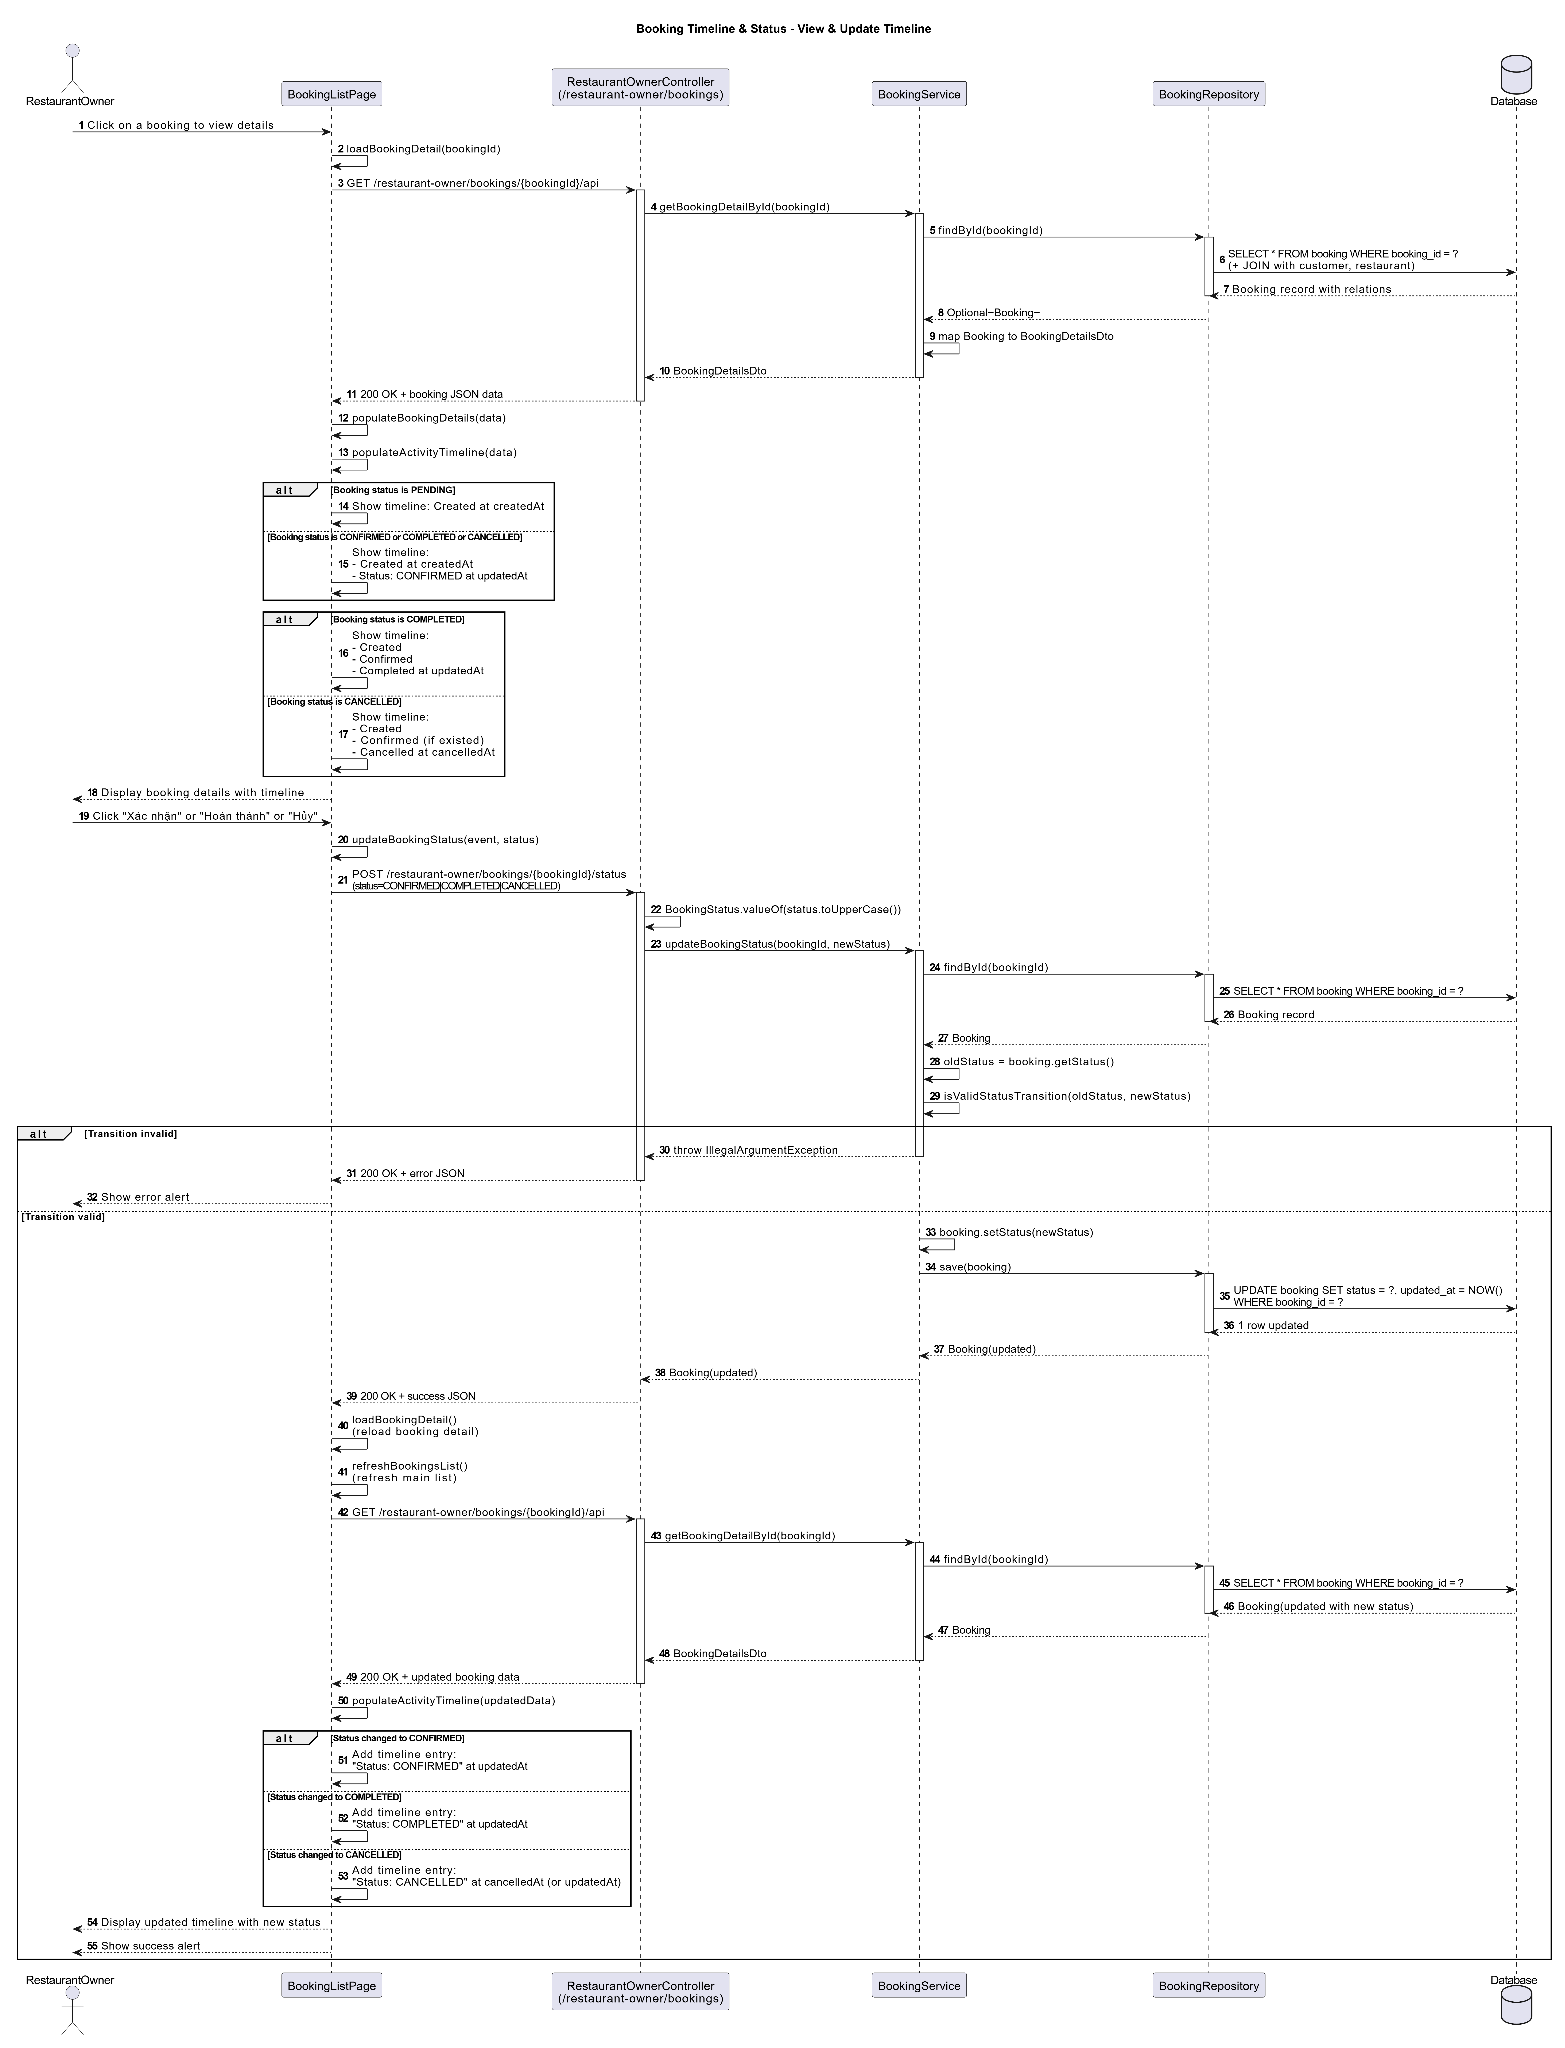 Booking Timeline & Status - View & Update Timeline
RestaurantOwner
BookingListPage
RestaurantOwnerController
(/restaurant-owner/bookings)
BookingService
BookingRepository
Database
1 Click on a booking to view details
2 loadBookingDetail(bookingId)
3 GET /restaurant-owner/bookings/{bookingId}/api
4 getBookingDetailById(bookingId)
5 findById(bookingId)
6 SELECT * FROM booking WHERE booking_id = ?
(+ JOIN with customer, restaurant)
7 Booking record with relations
8 Optional~Booking~
9 map Booking to BookingDetailsDto
10 BookingDetailsDto
11 200 OK + booking JSON data
12 populateBookingDetails(data)
13 populateActivityTimeline(data)
alt [Booking status is PENDING]
14 Show timeline: Created at createdAt
[Booking status is CONFIRMED or COMPLETED or CANCELLED]
Show timeline:
15 - Created at createdAt
- Status: CONFIRMED at updatedAt
alt [Booking status is COMPLETED]
Show timeline:
- Created
16 - Confirmed
- Completed at updatedAt
[Booking status is CANCELLED]
Show timeline:
- Created
17 - Confirmed (if existed)
- Cancelled at cancelledAt
18 Display booking details with timeline
19 Click "Xác nhận" or "Hoàn thành" or "Hủy"
20 updateBookingStatus(event, status)
21 POST /restaurant-owner/bookings/{bookingId}/status
(status=CONFIRMED|COMPLETED|CANCELLED)
22 BookingStatus.valueOf(status.toUpperCase())
23 updateBookingStatus(bookingId, newStatus)
24 findById(bookingId)
25 SELECT * FROM booking WHERE booking_id = ?
26 Booking record
27 Booking
28 oldStatus = booking.getStatus()
29 isValidStatusTransition(oldStatus, newStatus)
alt [Transition invalid]
30 throw IllegalArgumentException
31 200 OK + error JSON
32 Show error alert
[Transition valid]
33 booking.setStatus(newStatus)
34 save(booking)
35 UPDATE booking SET status = ?, updated_at = NOW()
WHERE booking_id = ?
36 1 row updated
37 Booking(updated)
38 Booking(updated)
39 200 OK + success JSON
40 loadBookingDetail()
(reload booking detail)
41 refreshBookingsList()
(refresh main list)
42 GET /restaurant-owner/bookings/{bookingId}/api
43 getBookingDetailById(bookingId)
44 findById(bookingId)
45 SELECT * FROM booking WHERE booking_id = ?
46 Booking(updated with new status)
47 Booking
48 BookingDetailsDto
49 200 OK + updated booking data
50 populateActivityTimeline(updatedData)
alt [Status changed to CONFIRMED]
51 Add timeline entry:
"Status: CONFIRMED" at updatedAt
[Status changed to COMPLETED]
52 Add timeline entry:
"Status: COMPLETED" at updatedAt
[Status changed to CANCELLED]
53 Add timeline entry:
"Status: CANCELLED" at cancelledAt (or updatedAt)
54 Display updated timeline with new status
55 Show success alert
RestaurantOwner
BookingListPage
RestaurantOwnerController
(/restaurant-owner/bookings)
BookingService
BookingRepository
Database